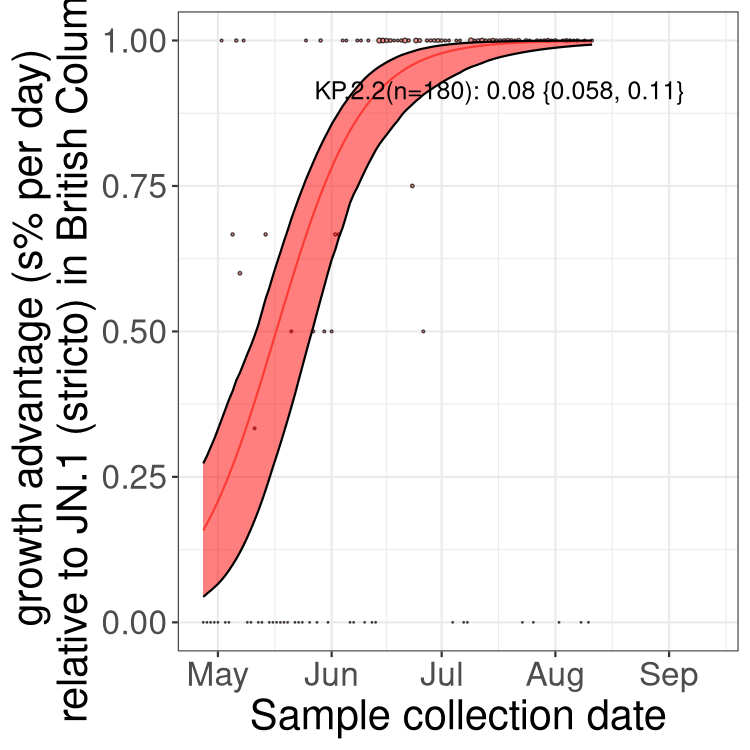 growth advantage (s% per day)
relative to JN.1 (stricto) in British Colum
1.00
0.75
0.50
0.25
0.00
KP.2.2(n=180): 0.08 {0.058, 0.11}
May Jun Jul Aug Sep
Sample collection date